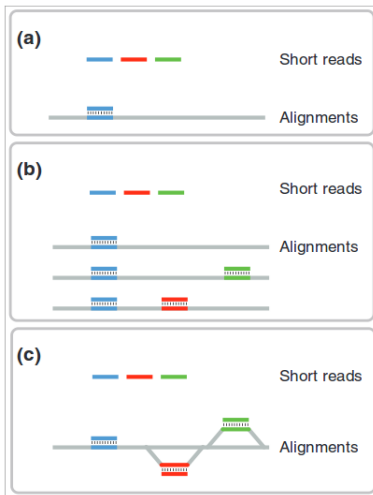 (a)
Short reads
Alignments
(b)
Short reads
Alignments
(c)
Short reads
Alignments